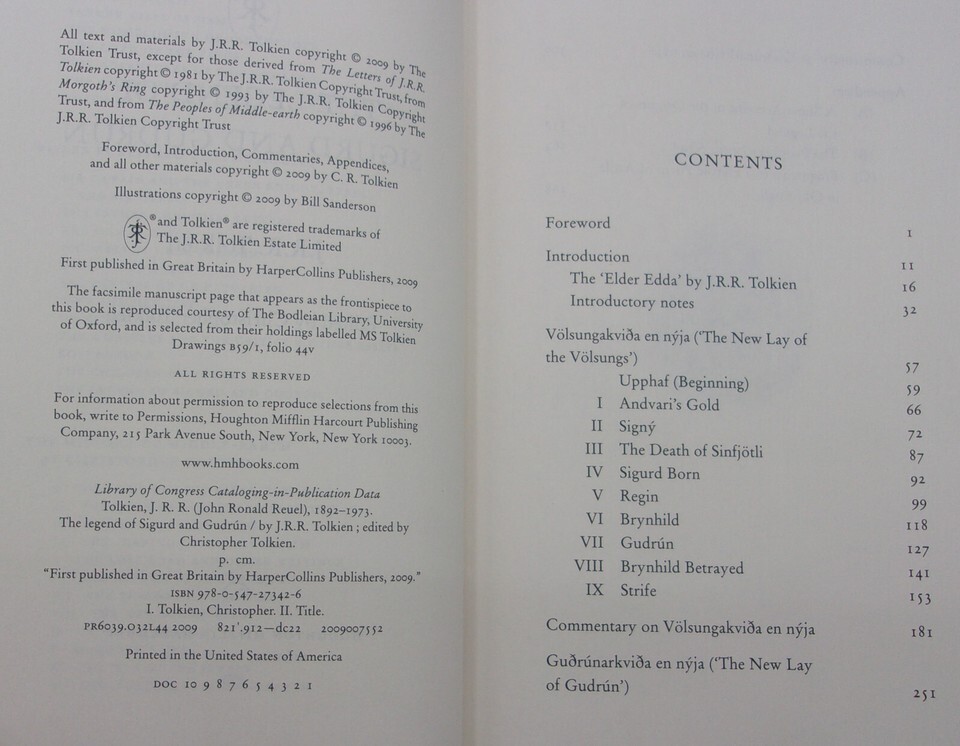 All text and materials by J.R.R. Tolkien copyright © 2009 by The
Tolkien Trust, except for those derived from The Letters of J.R.R.
Tolkien copyright © 1981 by The J.R.R. Tolkien Copyright Trust, from
Morgoth's Ring copyright © 1993 by The J.R.R. Tolkien Copyright
Trust, and from The Peoples of Middle-earth copyright © 1996 by The
J.R.R. Tolkien Copyright Trust
Foreword, Introduction, Commentaries, Appendices,
and all other materials copyright © 2009 by C. R. Tolkien
Illustrations copyright © 2009 by Bill Sanderson
® and Tolkien® are registered trademarks of
The J.R.R. Tolkien Estate Limited
First published in Great Britain by HarperCollins Publishers, 2009
The facsimile manuscript page that appears as the frontispiece to
this book is reproduced courtesy of The Bodleian Library, University
of Oxford, and is selected from their holdings labelled MS Tolkien
Drawings B59/1, folio 44v
ALL RIGHTS RESERVED
For information about permission to reproduce selections from this
book, write to Permissions, Houghton Mifflin Harcourt Publishing
Company, 215 Park Avenue South, New York, New York 10003.
www.hmhbooks.com
Library of Congress Cataloging-in-Publication Data
Tolkien, J. R. R. (John Ronald Reuel), 1892–1973.
The legend of Sigurd and Gudrún / by J.R.R. Tolkien ; edited by
Christopher Tolkien.
p. cm.
"First published in Great Britain by HarperCollins Publishers, 2009."
ISBN 978-0-547-27342-6
I. Tolkien, Christopher. II. Title.
PR6039.O32L44 2009 821'.912—dc22 2009007552
Printed in the United States of America
DOC 10 9 8 7 6 5 4 3 2 1
CONTENTS
Foreword 1
Introduction 11
The 'Elder Edda' by J.R.R. Tolkien 16
Introductory notes 32
Völsungakviða en nýja ('The New Lay of
the Völsungs') 57
Upphaf (Beginning) 59
I Andvari's Gold 66
II Signý 72
III The Death of Sinfjötli 87
IV Sigurd Born 92
V Regin 99
VI Brynhild 118
VII Gudrún 127
VIII Brynhild Betrayed 141
IX Strife 153
Commentary on Völsungakviða en nýja 181
Guðrúnarkviða en nýja ('The New Lay
of Gudrún') 251